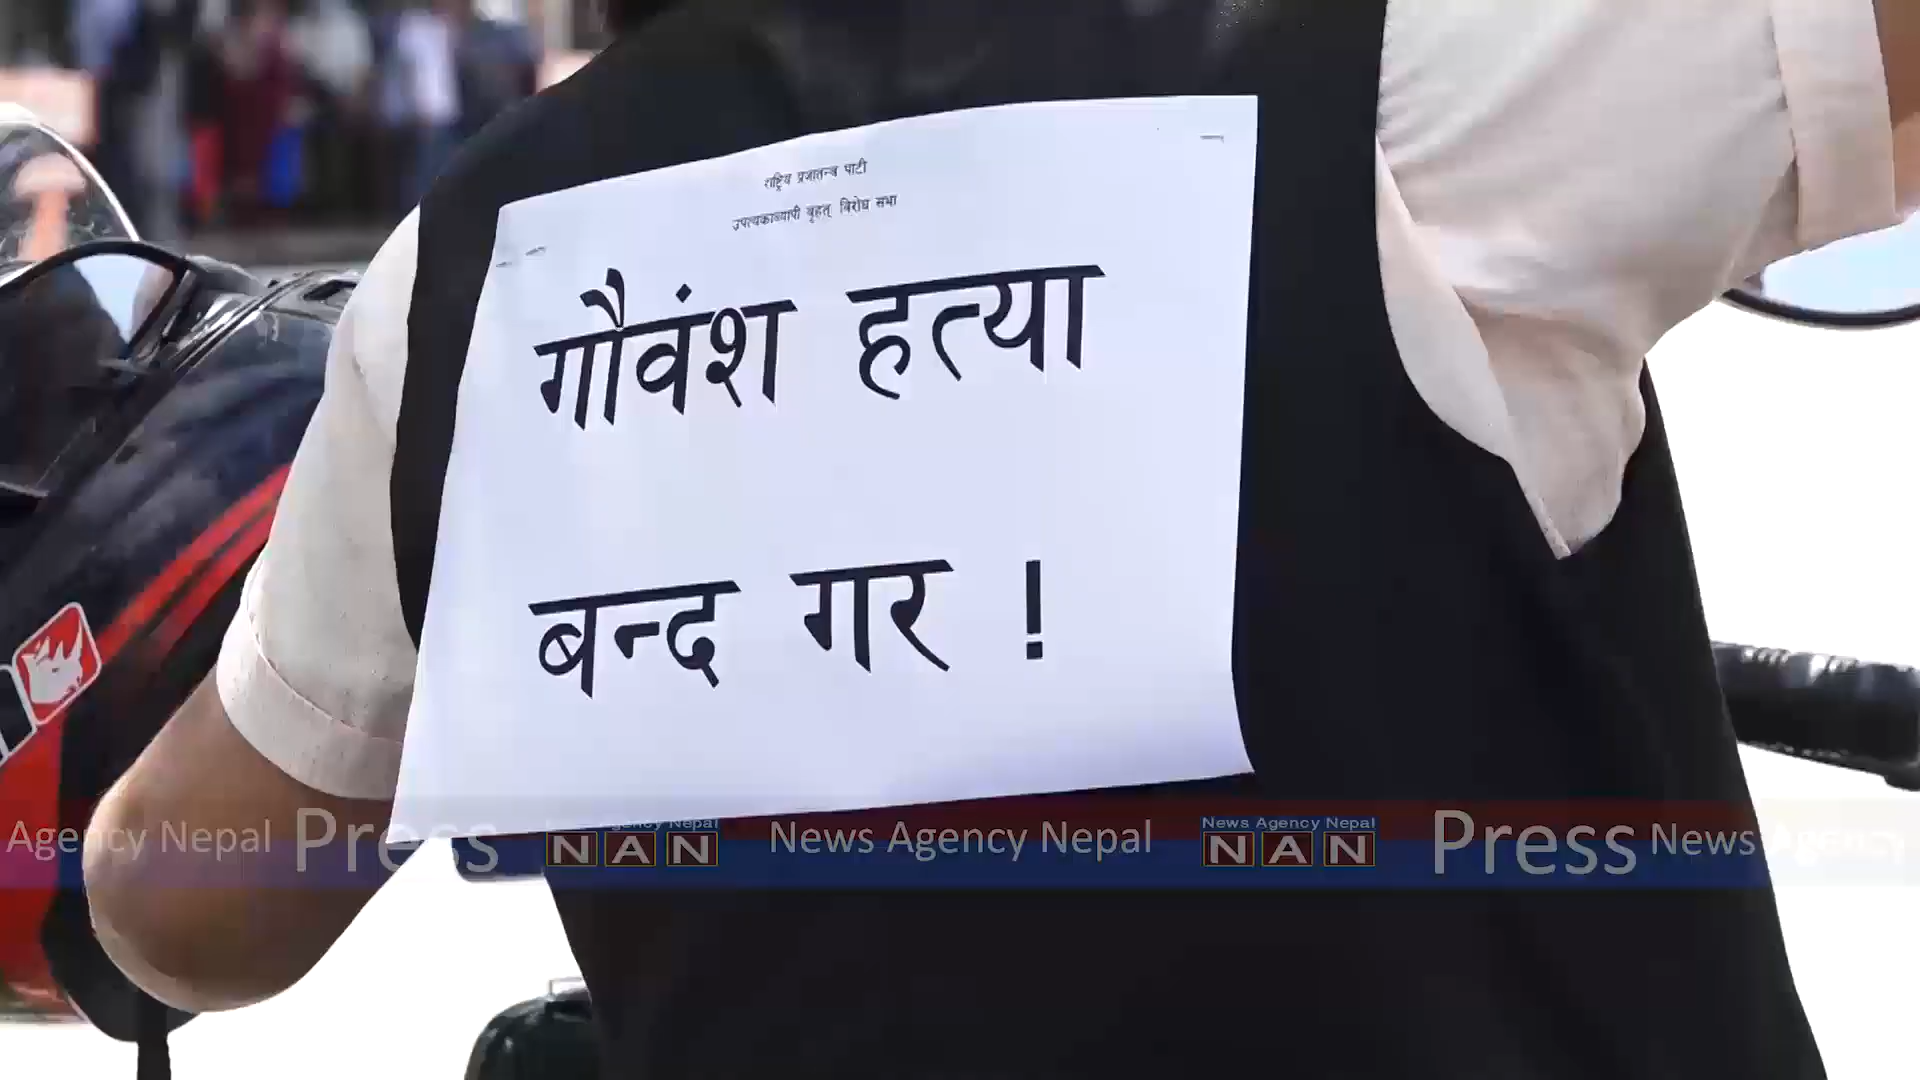 राष्ट्रिय प्रजातन्त्र पार्टी
उपत्यकाव्यापी वृहत् विरोध सभा
गौवंश हत्या
बन्द गर !
Agency Nepal Press News Agency Nepal NAN News Agency Nepal News Agency Nepal NAN Press News Agency